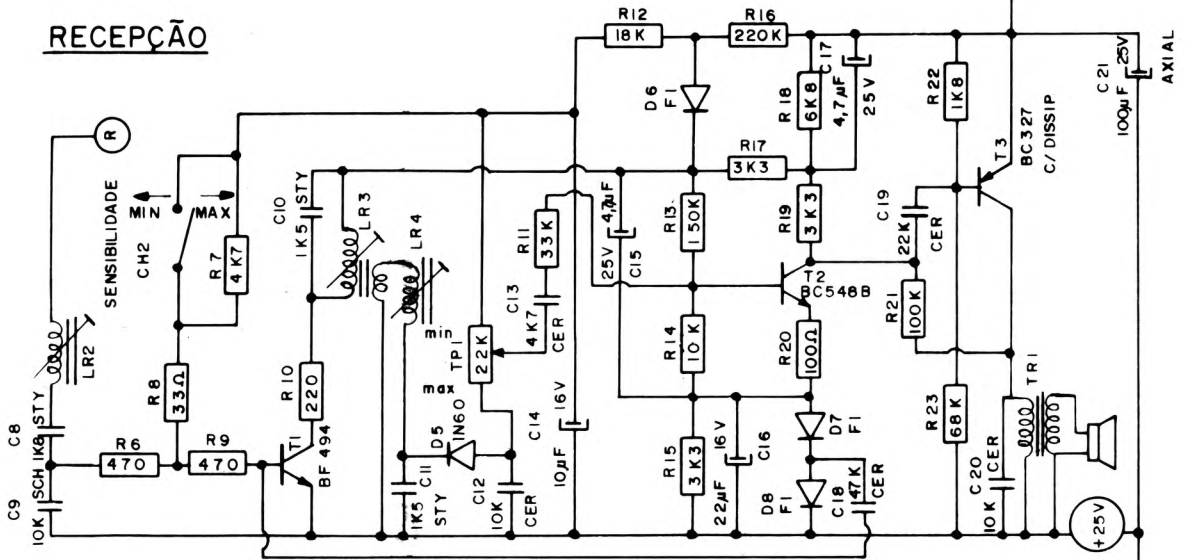 RECEPÇÃO
R
SENSIBILIDADE
MIN
MAX
CH2
R7
4K7
LR2
C8
1K8
STY
C9
10K
SCH
R6
470
R8
33Ω
R9
470
T1
BF 494
R10
220
C10
1K5
STY
LR3
LR4
min
max
TP1
22K
D5
1N60
C11
1K5
STY
C12
10K
CER
R11
33K
C13
4K7
CER
C14
10µF
16V
R12
18K
D6
F1
C15
4,7µF
25V
R13
150K
R14
10K
R15
3K3
22µF
16V
C16
R16
220K
R17
3K3
R18
6K8
C17
4,7µF
25V
R19
3K3
T2
BC548B
R20
100Ω
D7
F1
D8
F1
C18
47K
CER
C19
22K
CER
R21
100K
R22
1K8
R23
68K
T3
BC327
C/ DISSIP
C20
10K
CER
TR1
C21
100µF
25V
AXIAL
+25V